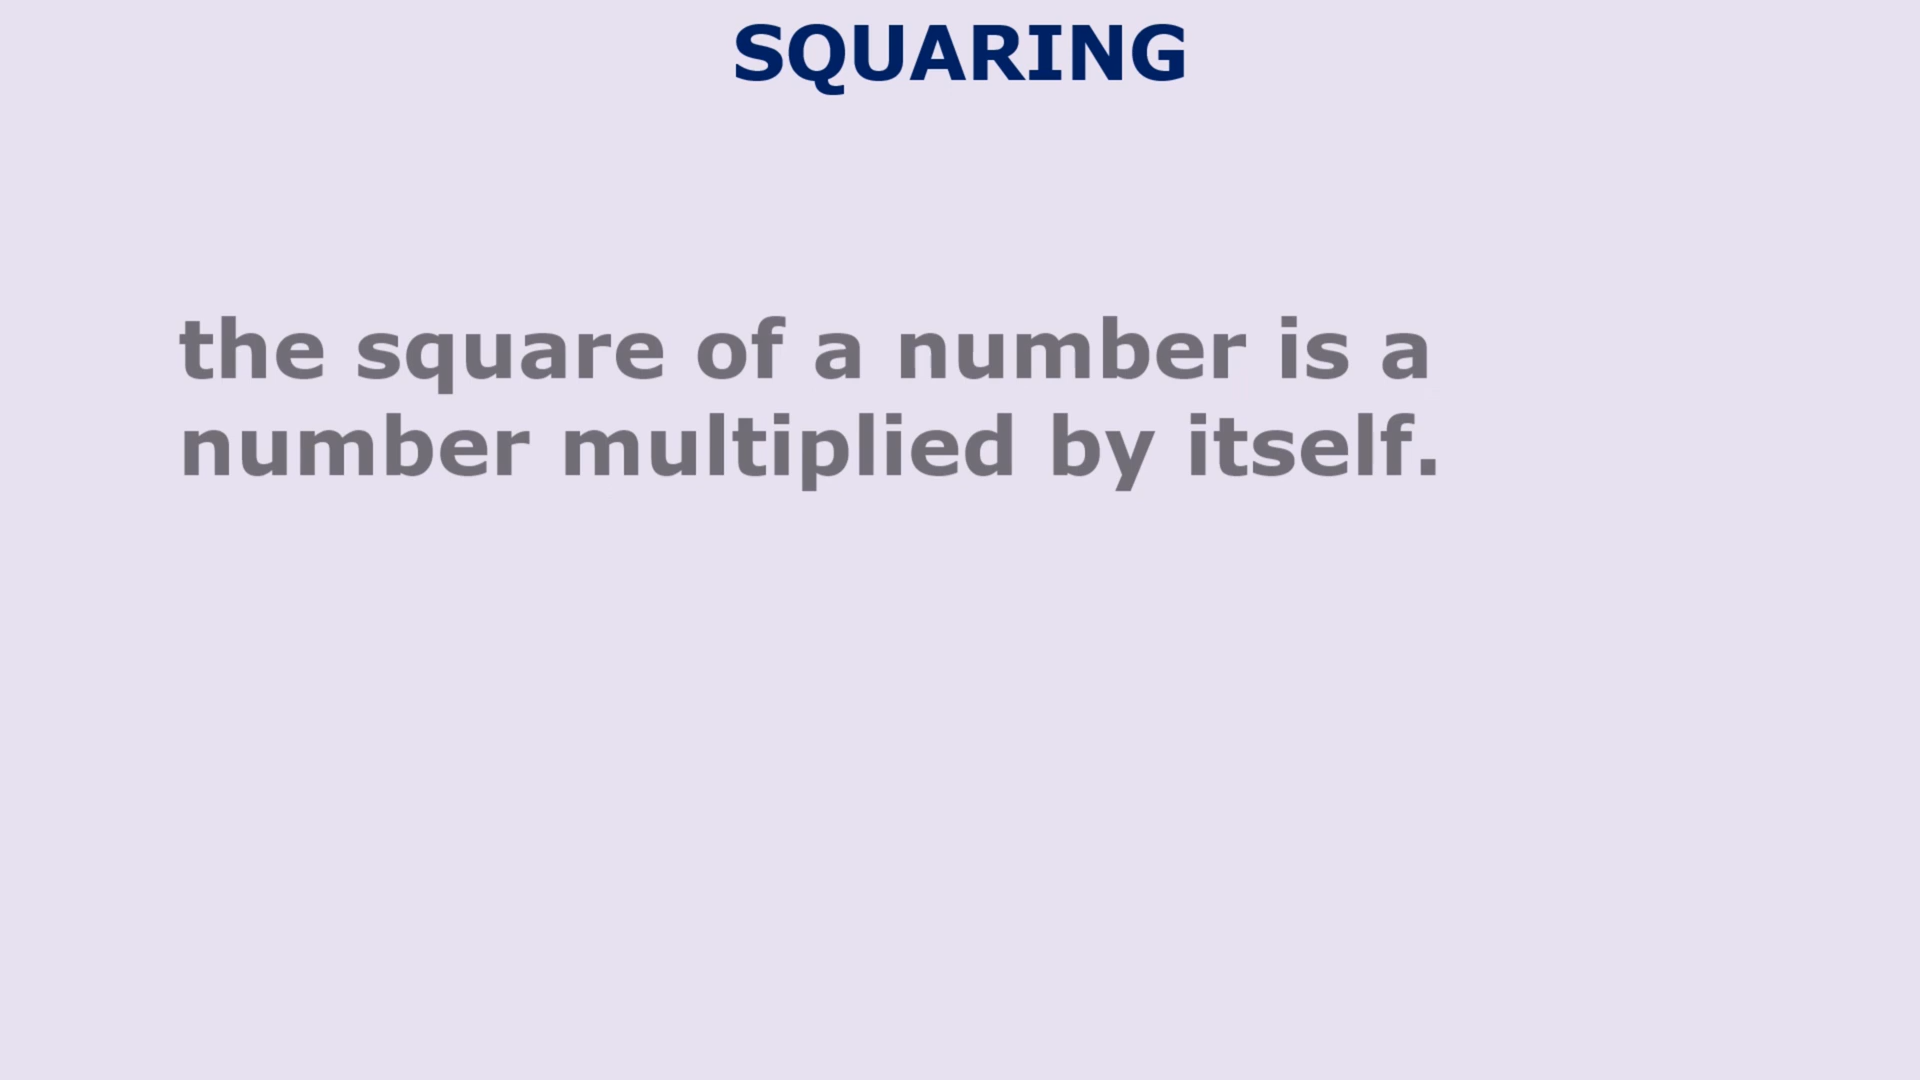 SQUARING
the square of a number is a
number multiplied by itself.